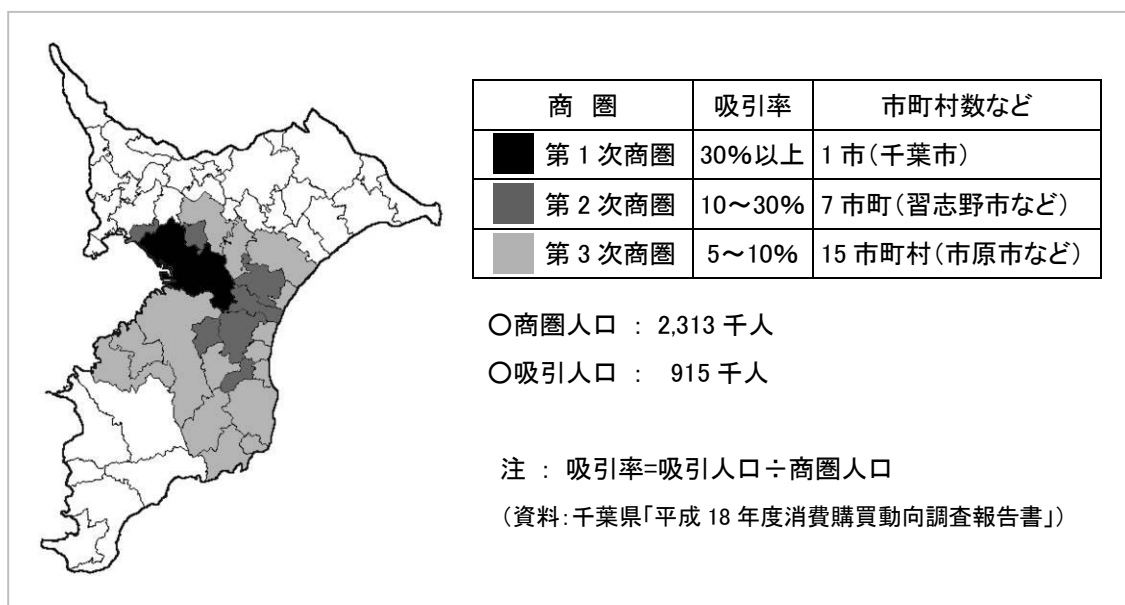 商 圏 吸引率 市町村数など
第1次商圏 30%以上 1市(千葉市)
第2次商圏 10～30% 7市町(習志野市など)
第3次商圏 5～10% 15市町村(市原市など)
○商圏人口 : 2,313千人
○吸引人口 : 915千人
注 : 吸引率=吸引人口÷商圏人口
(資料:千葉県「平成18年度消費購買動向調査報告書」)